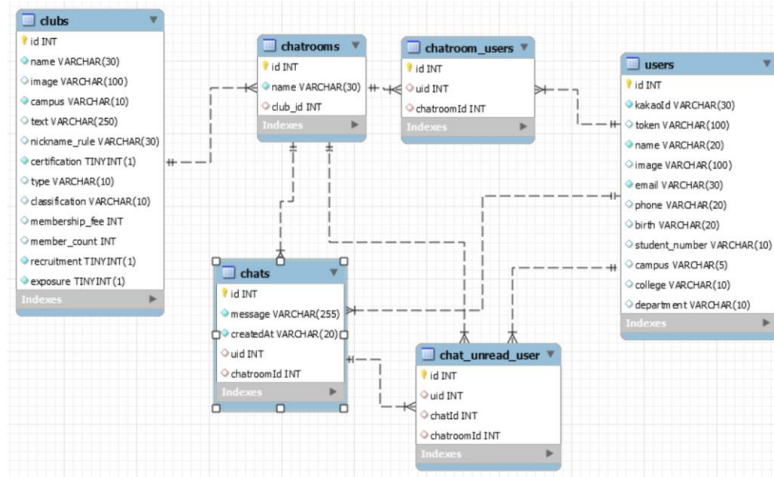 clubs
id INT
name VARCHAR(30)
image VARCHAR(100)
campus VARCHAR(10)
text VARCHAR(250)
nickname_rule VARCHAR(30)
certification TINYINT(1)
type VARCHAR(10)
classification VARCHAR(10)
membership_fee INT
member_count INT
recruitment TINYINT(1)
exposure TINYINT(1)
Indexes
chatrooms
id INT
name VARCHAR(30)
club_id INT
Indexes
chatroom_users
id INT
uid INT
chatroomId INT
Indexes
users
id INT
kakaoId VARCHAR(30)
token VARCHAR(100)
name VARCHAR(20)
image VARCHAR(100)
email VARCHAR(30)
phone VARCHAR(20)
birth VARCHAR(20)
student_number VARCHAR(10)
campus VARCHAR(5)
college VARCHAR(10)
department VARCHAR(10)
Indexes
chats
id INT
message VARCHAR(255)
createdAt VARCHAR(20)
uid INT
chatroomId INT
Indexes
chat_unread_user
id INT
uid INT
chatId INT
chatroomId INT
Indexes